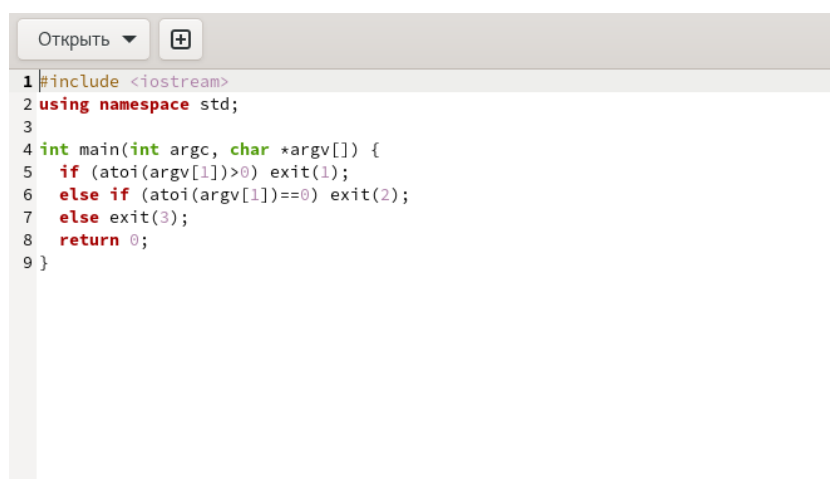 Открыть
1 #include <iostream>
2 using namespace std;
3
4 int main(int argc, char *argv[]) {
5   if (atoi(argv[1])>0) exit(1);
6   else if (atoi(argv[1])==0) exit(2);
7   else exit(3);
8   return 0;
9 }